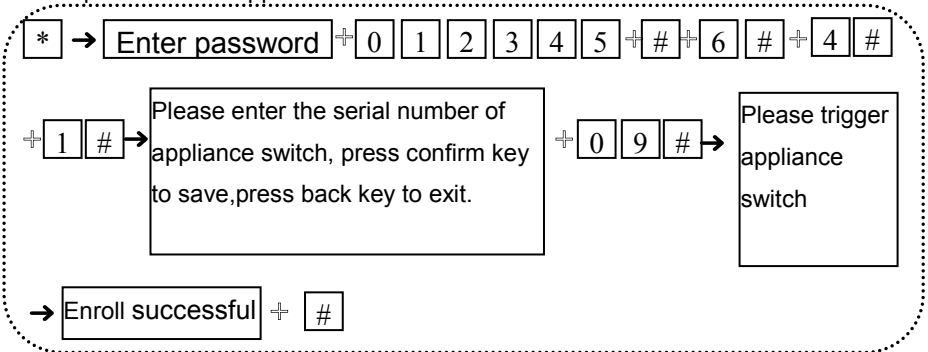 * → Enter password + 0 1 2 3 4 5 + # + 6 # + 4 #
+ 1 # → Please enter the serial number of
appliance switch, press confirm key
to save,press back key to exit.
+ 0 9 # → Please trigger
appliance
switch
→ Enroll successful + #